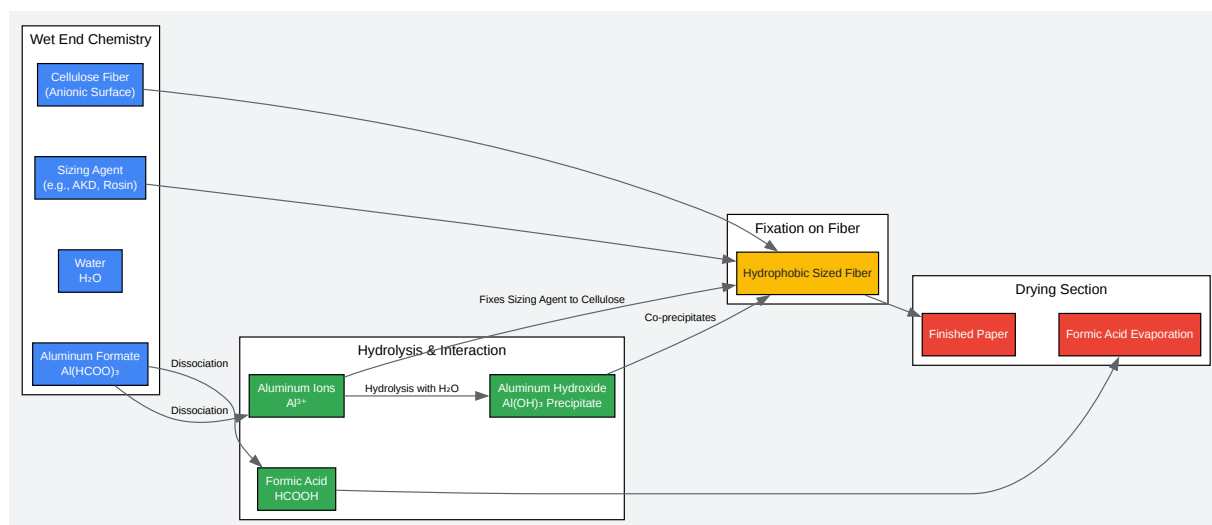 Wet End Chemistry
Cellulose Fiber
(Anionic Surface)
Sizing Agent
(e.g., AKD, Rosin)
Water
H₂O
Aluminum Formate
Al(HCOO)₃
Dissociation
Dissociation
Hydrolysis & Interaction
Aluminum Ions
Al³⁺
Hydrolysis with H₂O
Aluminum Hydroxide
Al(OH)₃ Precipitate
Formic Acid
HCOOH
Fixes Sizing Agent to Cellulose
Co-precipitates
Fixation on Fiber
Hydrophobic Sized Fiber
Drying Section
Finished Paper
Formic Acid Evaporation